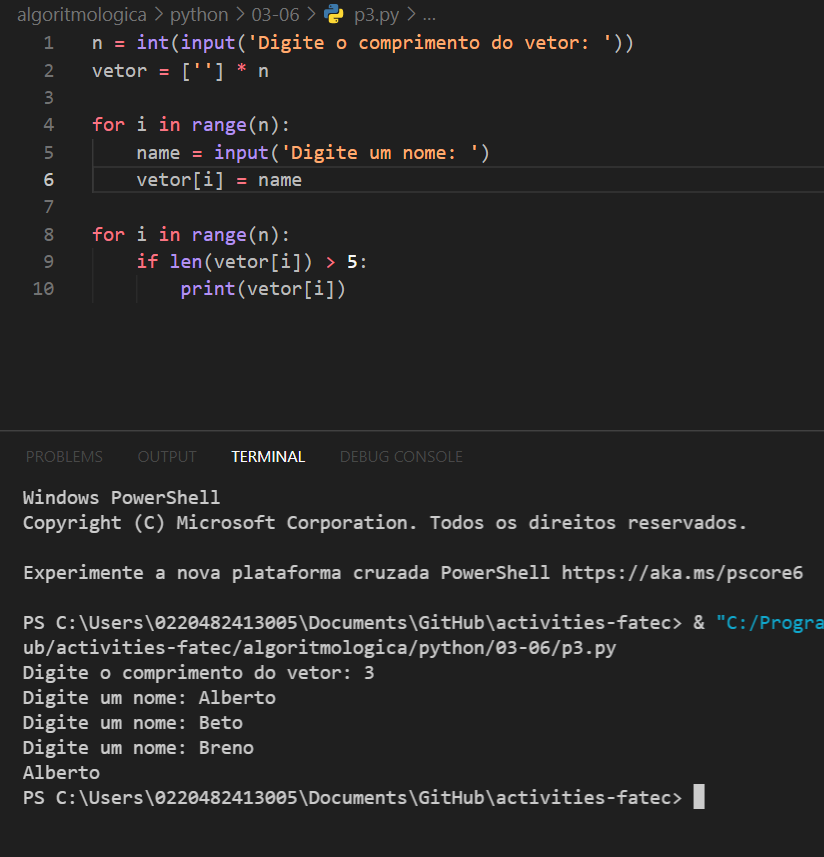 algoritmologica > python > 03-06 > p3.py > ...
1 n = int(input('Digite o comprimento do vetor: '))
2 vetor = [''] * n
3
4 for i in range(n):
5     name = input('Digite um nome: ')
6     vetor[i] = name
7
8 for i in range(n):
9     if len(vetor[i]) > 5:
10         print(vetor[i])
PROBLEMS OUTPUT TERMINAL DEBUG CONSOLE
Windows PowerShell
Copyright (C) Microsoft Corporation. Todos os direitos reservados.
Experimente a nova plataforma cruzada PowerShell https://aka.ms/pscore6
PS C:\Users\0220482413005\Documents\GitHub\activities-fatec> & "C:/Progra
ub/activities-fatec/algoritmologica/python/03-06/p3.py
Digite o comprimento do vetor: 3
Digite um nome: Alberto
Digite um nome: Beto
Digite um nome: Breno
Alberto
PS C:\Users\0220482413005\Documents\GitHub\activities-fatec>